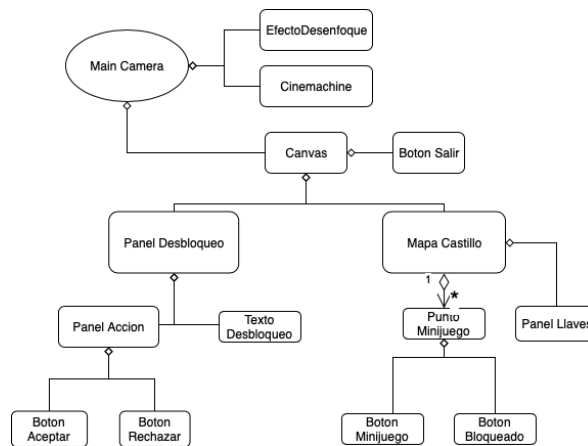 EfectoDesenfoque
Main Camera
Cinemachine
Canvas
Boton Salir
Panel Desbloqueo
Mapa Castillo
1
*
Panel Accion
Texto
Desbloqueo
Punto
Minijuego
Panel Llaves
Boton
Aceptar
Boton
Rechazar
Boton
Minijuego
Boton
Bloqueado